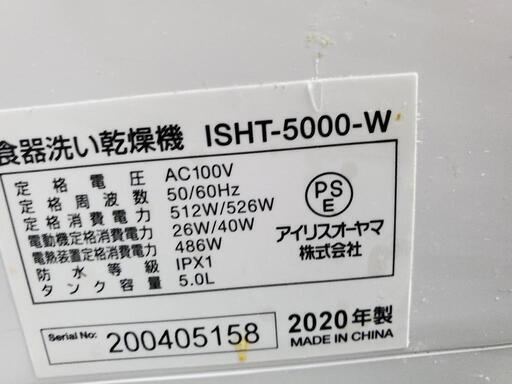 食器洗い乾燥機 ISHT-5000-W
定格電圧 AC100V
定格周波数 50/60Hz
定格消費電力 512W/526W
電動機定格消費電力 26W/40W
電熱装置定格消費電力 486W
防水等級 IPX1
タンク容量 5.0L
PS
E
アイリスオーヤマ
株式会社
Serial No: 200405158
2020年製
MADE IN CHINA